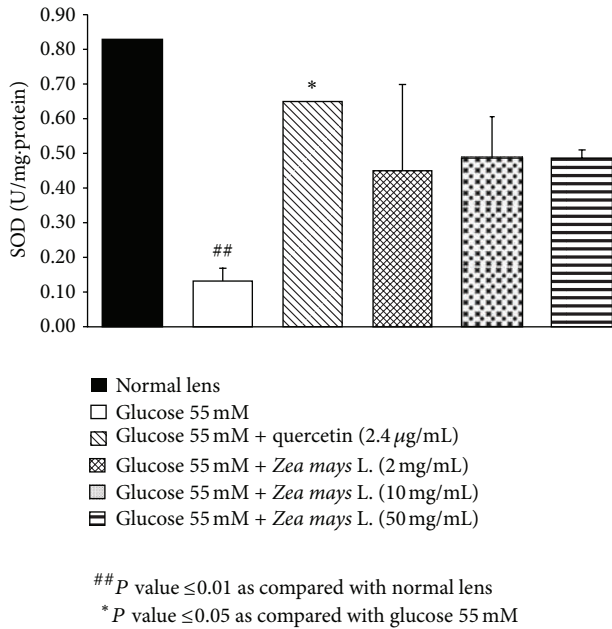 0.90
0.80
0.70
0.60
0.50
0.40
0.30
0.20
0.10
0.00
SOD (U/mg·protein)
##
*
Normal lens
Glucose 55 mM
Glucose 55 mM + quercetin (2.4 µg/mL)
Glucose 55 mM + Zea mays L. (2 mg/mL)
Glucose 55 mM + Zea mays L. (10 mg/mL)
Glucose 55 mM + Zea mays L. (50 mg/mL)
##P value ≤0.01 as compared with normal lens
*P value ≤0.05 as compared with glucose 55 mM